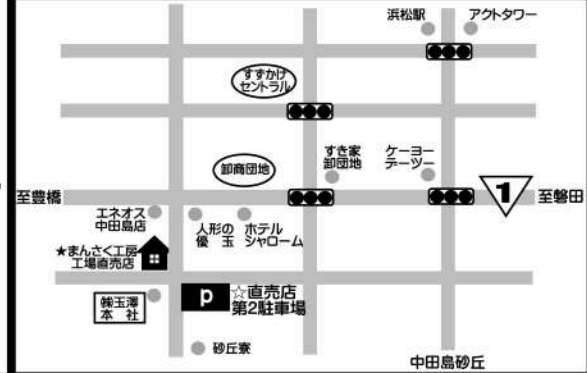 浜松駅
アクトタワー
すずかけ
セントラル
卸商団地
すき家
卸団地
ケーヨー
デーツー
至豊橋
1
至磐田
エネオス
中田島店
人形の
優玉
ホテル
シャローム
★まんさく工房
工場直売店
㈱玉澤
本社
P
☆直売店
第2駐車場
砂丘寮
中田島砂丘